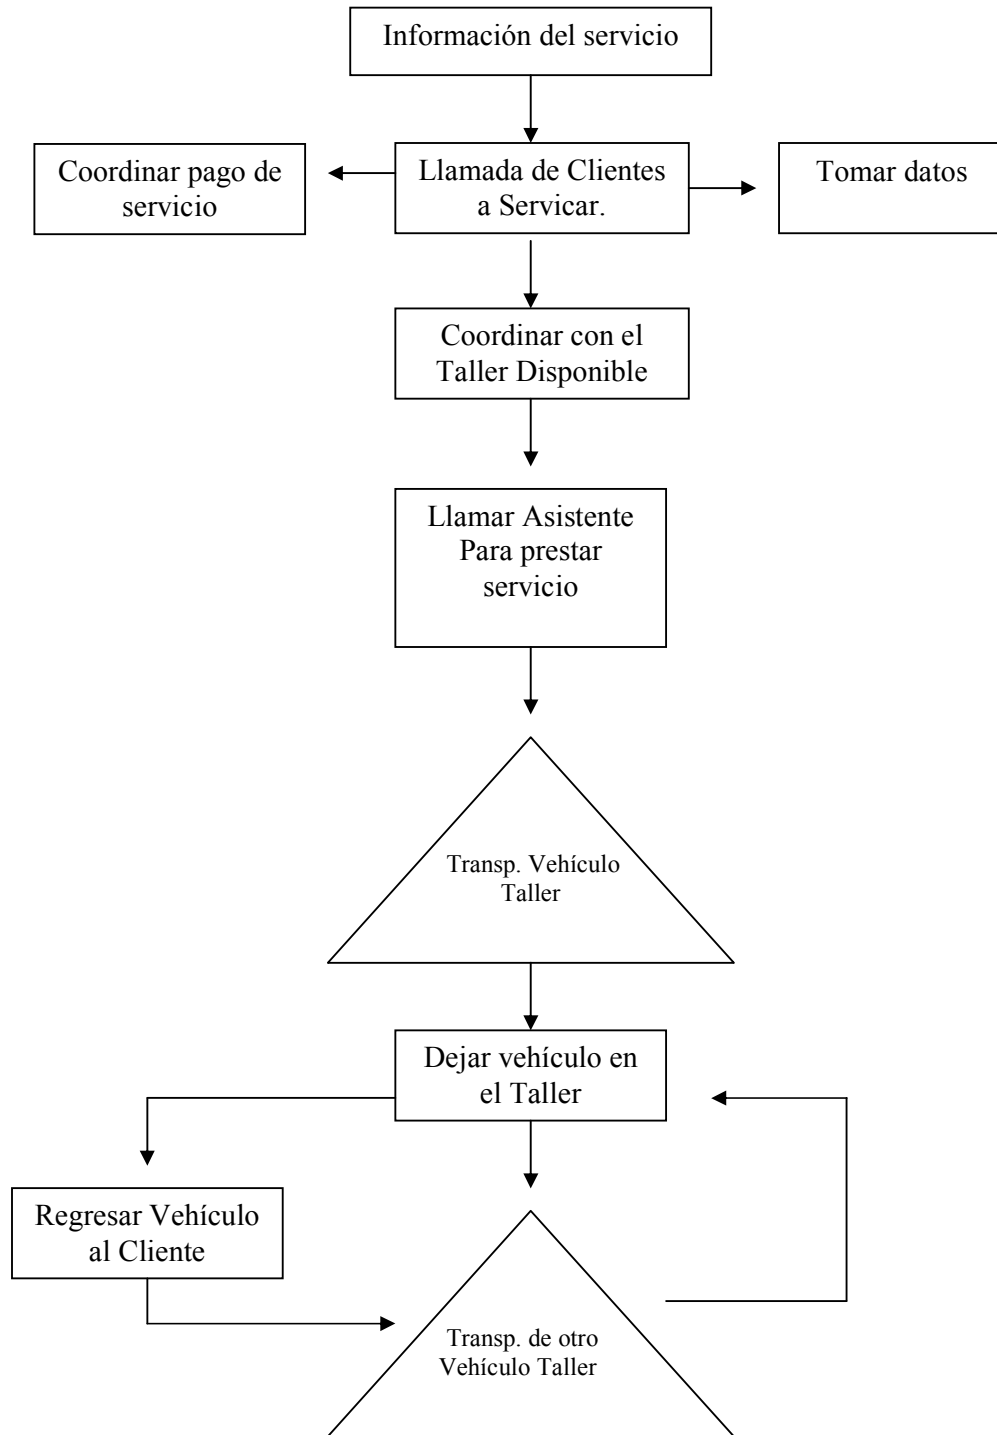 Información del servicio
Coordinar pago de
servicio
Llamada de Clientes
a Servicar.
Tomar datos
Coordinar con el
Taller Disponible
Llamar Asistente
Para prestar
servicio
Transp. Vehículo
Taller
Dejar vehículo en
el Taller
Regresar Vehículo
al Cliente
Transp. de otro
Vehículo Taller